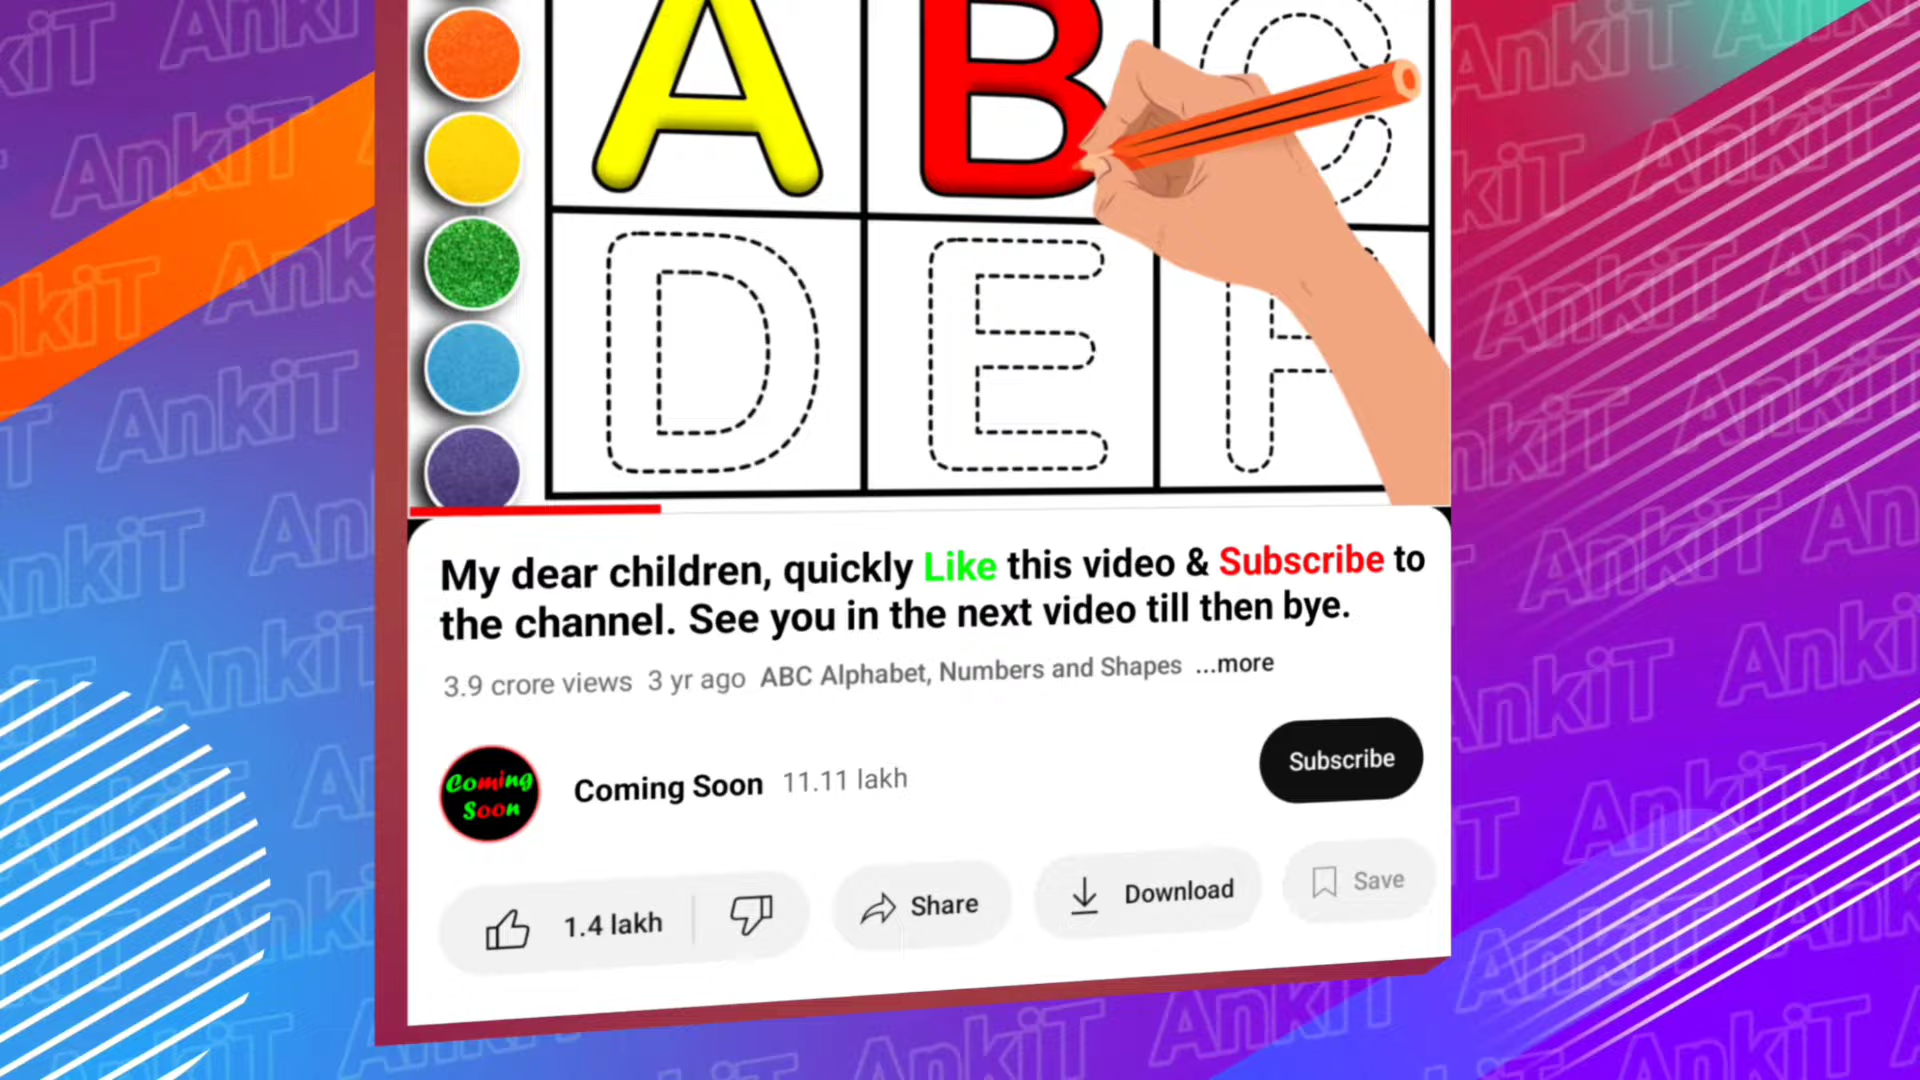 A B C
D E F
My dear children, quickly Like this video & Subscribe to
the channel. See you in the next video till then bye.
3.9 crore views 3 yr ago ABC Alphabet, Numbers and Shapes ...more
Coming
Soon
Coming Soon 11.11 lakh
Subscribe
1.4 lakh
Share
Download
Save
AnkiT